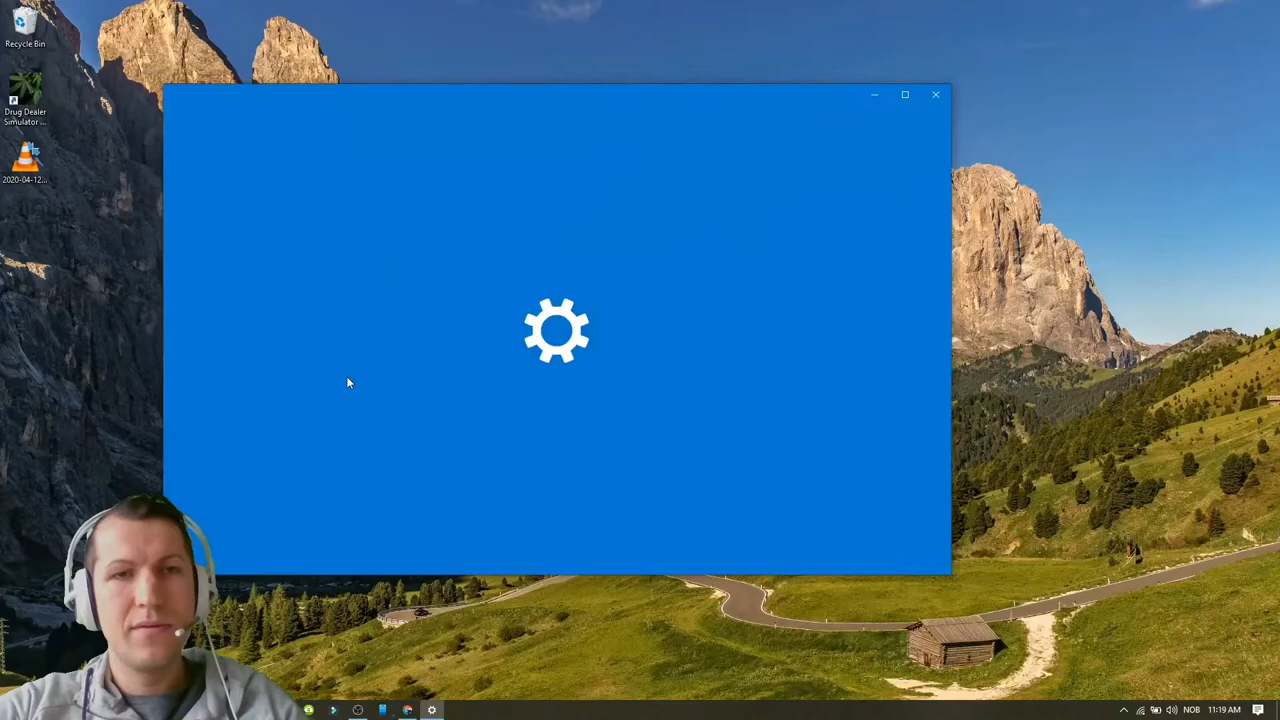 Recycle Bin
Drug Dealer
Simulator ...
2020-04-12...
NOB
11:19 AM